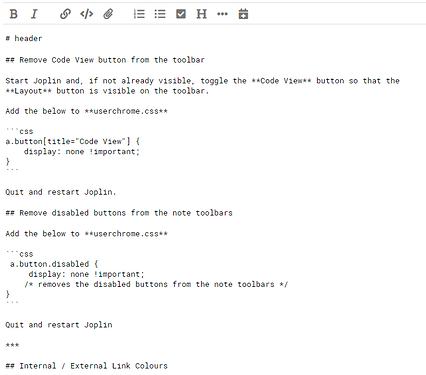 # header
## Remove Code View button from the toolbar
Start Joplin and, if not already visible, toggle the **Code View** button so that the
**Layout** button is visible on the toolbar.
Add the below to **userchrome.css**
```css
a.button[title="Code View"] {
    display: none !important;
}
```
Quit and restart Joplin.
## Remove disabled buttons from the note toolbars
Add the below to **userchrome.css**
```css
 a.button.disabled {
     display: none !important;
    /* removes the disabled buttons from the note toolbars */
}
```
Quit and restart Joplin
***
## Internal / External Link Colours